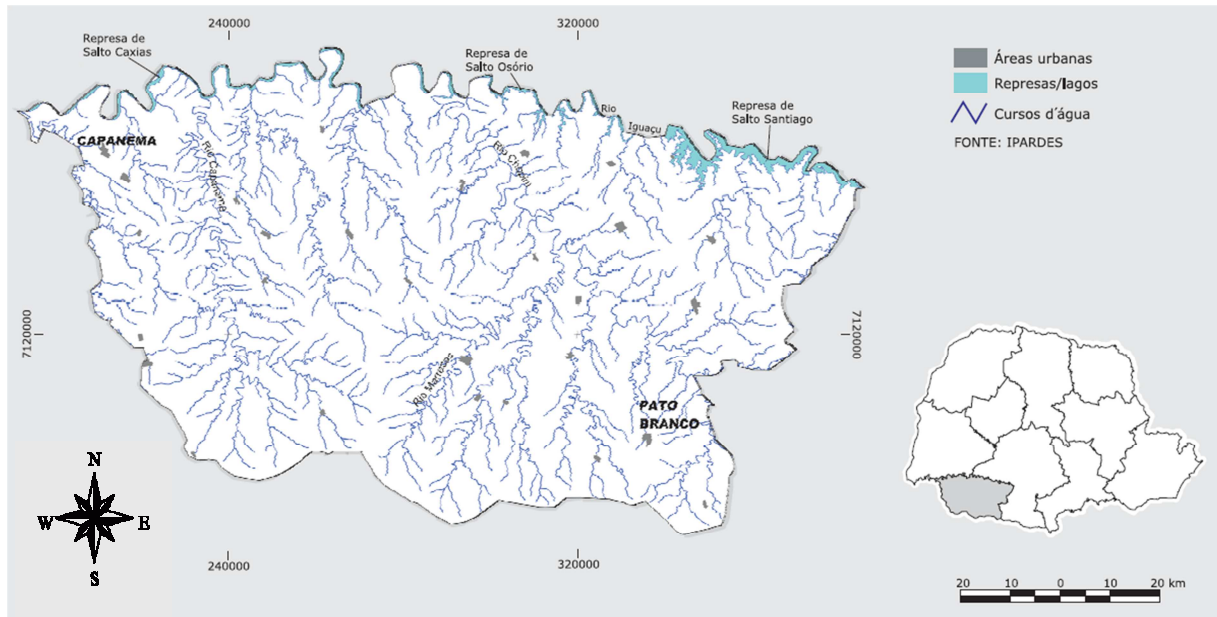 240000
320000
Represa de
Salto Caxias
Represa de
Salto Osório
Represa de
Salto Santiago
Rio
Iguaçu
CAPANEMA
Rio Capanema
Rio Chopim
7120000
7120000
Rio Marrecas
PATO
BRANCO
240000
320000
N
W
E
S
Áreas urbanas
Represas/lagos
Cursos d'água
FONTE: IPARDES
20 10 0 10 20 km